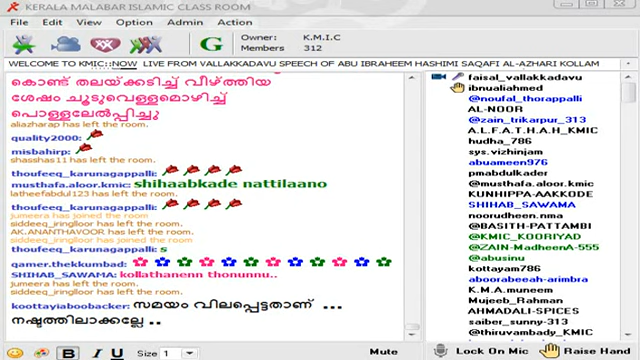 KERALA MALABAR ISLAMIC CLASS ROOM
File Edit View Option Admin Help
G
Owner: K.M.I.C
Members 312
WELCOME TO KMIC::NOW LIVE FROM VALLAKKADAVU SPEECH OF ABU IBRAHEEM HASHIMI SAQAFI AL-AZHARI KOLLAM
കൊണ്ട് തലയ്ക്കടിച്ച് വീഴ്ത്തിയ
ശേഷം ചൂടുവെള്ളമൊഴിച്ച്
പൊള്ളലേൽപ്പിച്ചു
aliazharap has left the room.
quality2000:
misbahirp:
shasshas11 has left the room.
thoufeeq_karunagappalli:
musthafa.aloor.kmic: shihaabkade nattilaano
latheefabdul123 has left the room.
thoufeeq_karunagappalli:
jumeera has joined the room
siddeeq_iringlloor has left the room.
AK.ANANTHAVOOR has left the room.
siddeeq_iringlloor has joined the room
thoufeeq_karunagappalli: s
qamer.thekkumbad:
SHIHAB_SAWAMA: kollathanenn thonunnu..
jumeera has left the room.
siddeeq_iringlloor has left the room.
koottayiaboobacker: സമയം വിലപ്പെട്ടതാണ് ...
നഷ്ടത്തിലാക്കല്ലേ ..
faisal_vallakkadavu
ibnualiahmed
@noufal_thorappalli
AL-NOOR
@zain_trikarpur_313
A.L.F.A.T.H.A.H_KMIC
hudha_786
sys.vizhinjam
abuameen976
pmabdulkader
@musthafa.aloor.kmic
KUNHIPPA-AAKKODE
SHIHAB_SAWAMA
noorudheen.nma
@BASITH-PATTAMBI
@KMIC_KOORIYAD
@ZAIN-MadheenA-555
@abusinu
kottayam786
aboorabeeah-arimbra
K.M.A.muneem
Mujeeb_Rahman
AHMADALI-SPICES
saiber_sunny-313
@thiruvambady_KMIC
B I U Size 1 Mute Lock On Mic Raise Hand